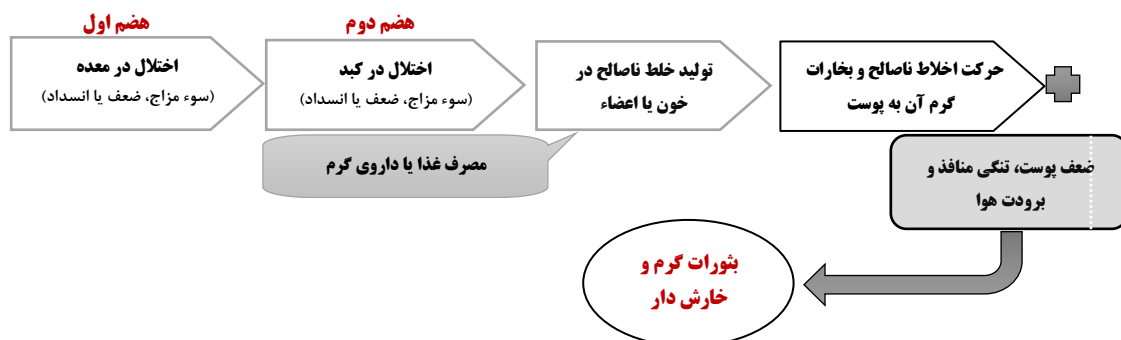 هضم اول
اختلال در معده
(سوء مزاج، ضعف یا انسداد)
هضم دوم
اختلال در کبد
(سوء مزاج، ضعف یا انسداد)
مصرف غذا یا داروی گرم
تولید خلط ناصالح در
خون یا اعضاء
حرکت اخلاط ناصالح و بخارات
گرم آن به پوست
ضعف پوست، تنگی منافذ و
برودت هوا
بثورات گرم و
خارش دار